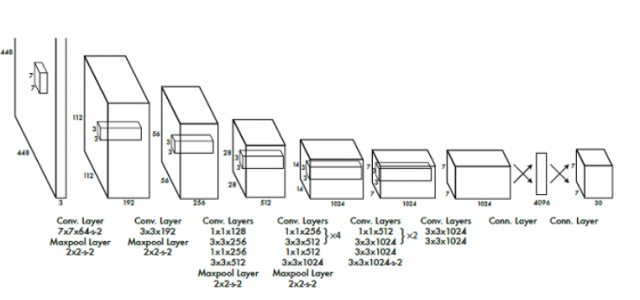 448
7
7
448
3
112
3
3
112
192
56
3
3
56
256
28
3
3
28
512
14
3
3
14
1024
7
3
3
7
1024
7
7
1024
4096
7
7
30
Conv. Layer
7x7x64-s-2
Maxpool Layer
2x2-s-2
Conv. Layer
3x3x192
Maxpool Layer
2x2-s-2
Conv. Layers
1x1x128
3x3x256
1x1x256
3x3x512
Maxpool Layer
2x2-s-2
Conv. Layers
1x1x256
3x3x512
}×4
1x1x512
3x3x1024
Maxpool Layer
2x2-s-2
Conv. Layers
1x1x512
3x3x1024
}×2
3x3x1024
3x3x1024-s-2
Conv. Layers
3x3x1024
3x3x1024
Conn. Layer
Conn. Layer